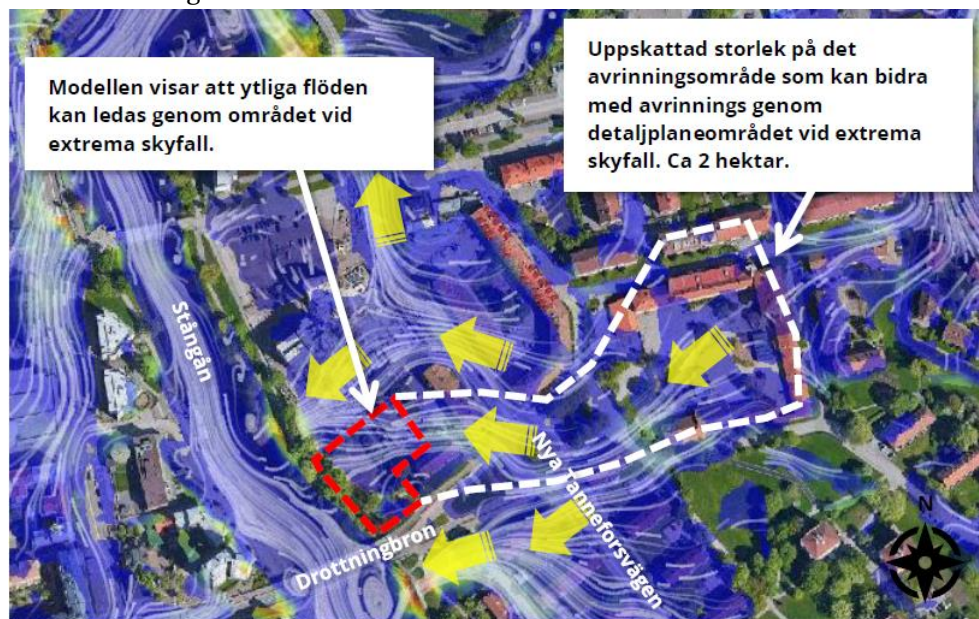 Modellen visar att ytliga flöden
kan ledas genom området vid
extrema skyfall.
Uppskattad storlek på det
avrinningsområde som kan bidra
med avrinnings genom
detaljplaneområdet vid extrema
skyfall. Ca 2 hektar.
Stångån
Nya Tanneforsvägen
Drottningbron
N